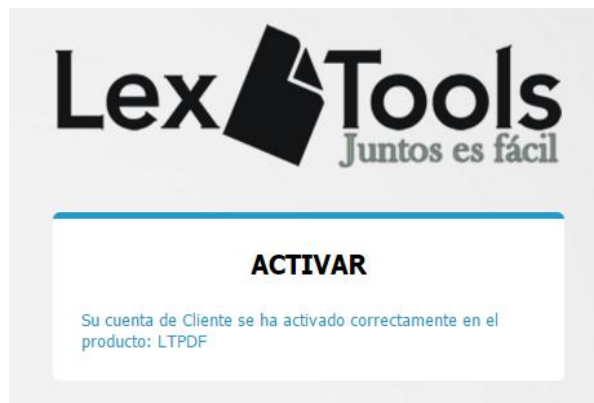 Lex Tools
Juntos es fácil
ACTIVAR
Su cuenta de Cliente se ha activado correctamente en el
producto: LTPDF